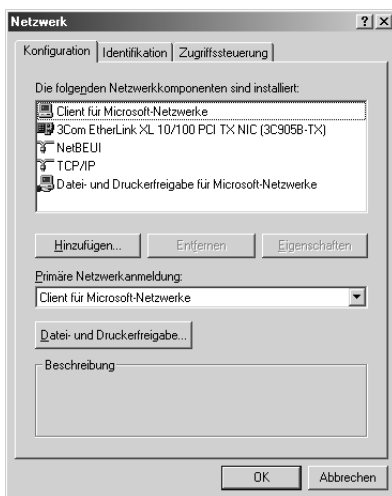 Netzwerk
Konfiguration Identifikation Zugriffssteuerung
Die folgenden Netzwerkkomponenten sind installiert:
Client für Microsoft-Netzwerke
3Com EtherLink XL 10/100 PCI TX NIC (3C905B-TX)
NetBEUI
TCP/IP
Datei- und Druckerfreigabe für Microsoft-Netzwerke
Hinzufügen... Entfernen Eigenschaften
Primäre Netzwerkanmeldung:
Client für Microsoft-Netzwerke
Datei- und Druckerfreigabe...
Beschreibung
OK Abbrechen